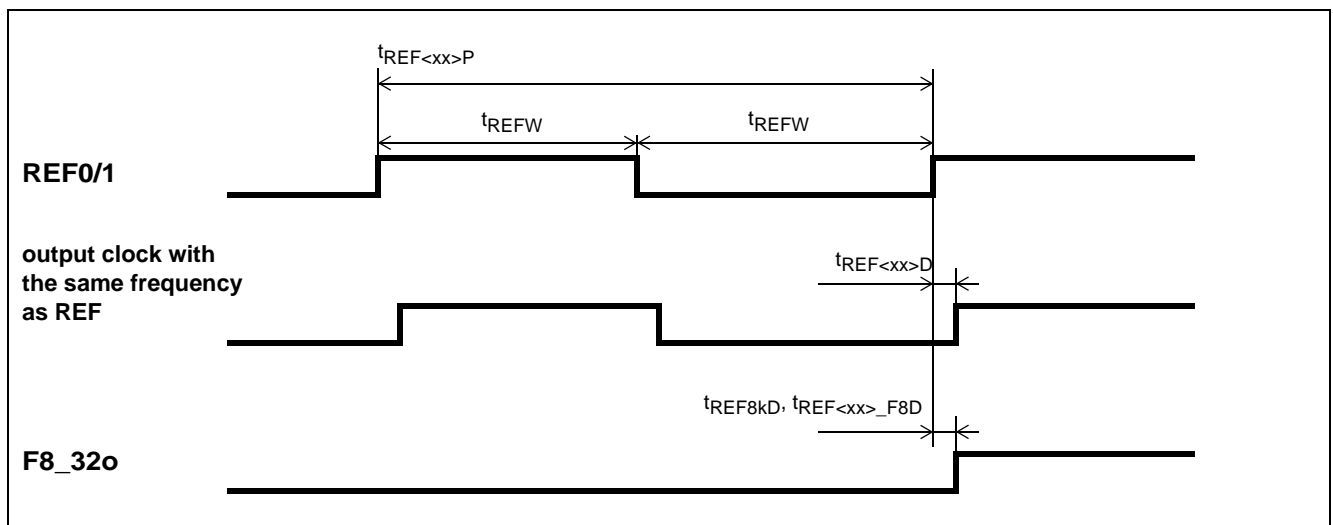 tREF<xx>P
tREFW
tREFW
REF0/1
output clock with
the same frequency
as REF
tREF<xx>D
tREF8kD, tREF<xx>_F8D
F8_32o